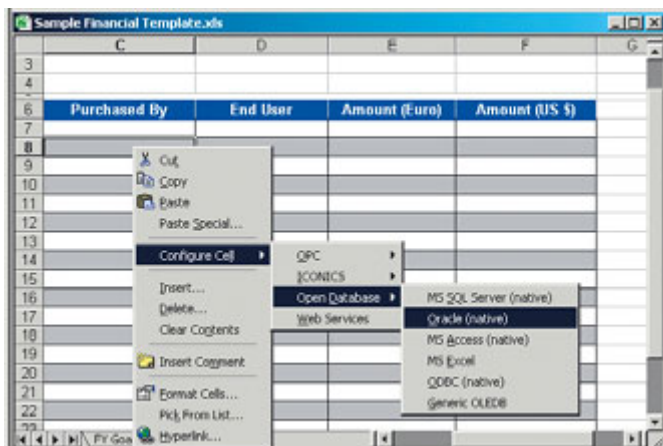 Sample Financial Template.xls
C D E F G
3
4
6 Purchased By End User Amount (Euro) Amount (US $)
7
8
9 Cut
10 Copy
11 Paste
12 Paste Special...
13
14 Configure Cell OPC
15 ICONICS
16 Insert... Open Database MS SQL Server (native)
17 Delete... Web Services Oracle (native)
18 Clear Contents MS Access (native)
19 Insert Comment MS Excel
20 ODBC (native)
21 Format Cells... Generic OLEDB
22 Pick From List...
23 Hyperlink...
FY Goa